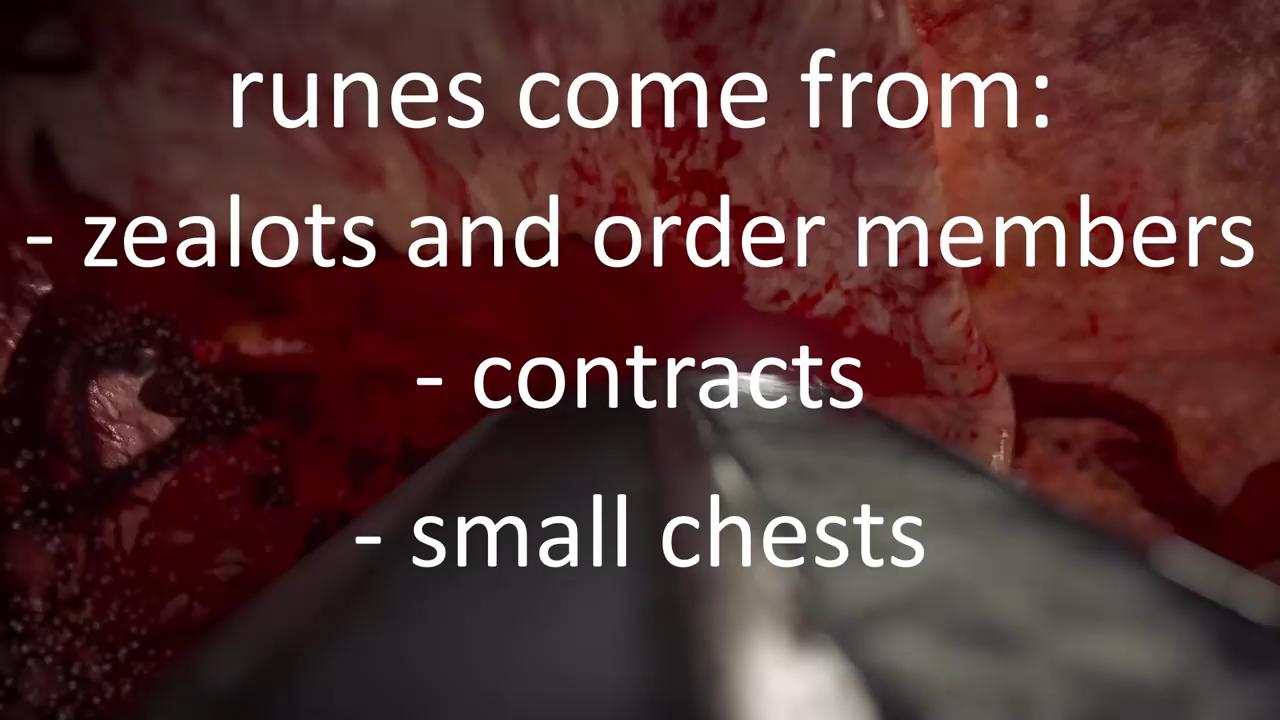 runes come from:
- zealots and order members
- contracts
- small chests